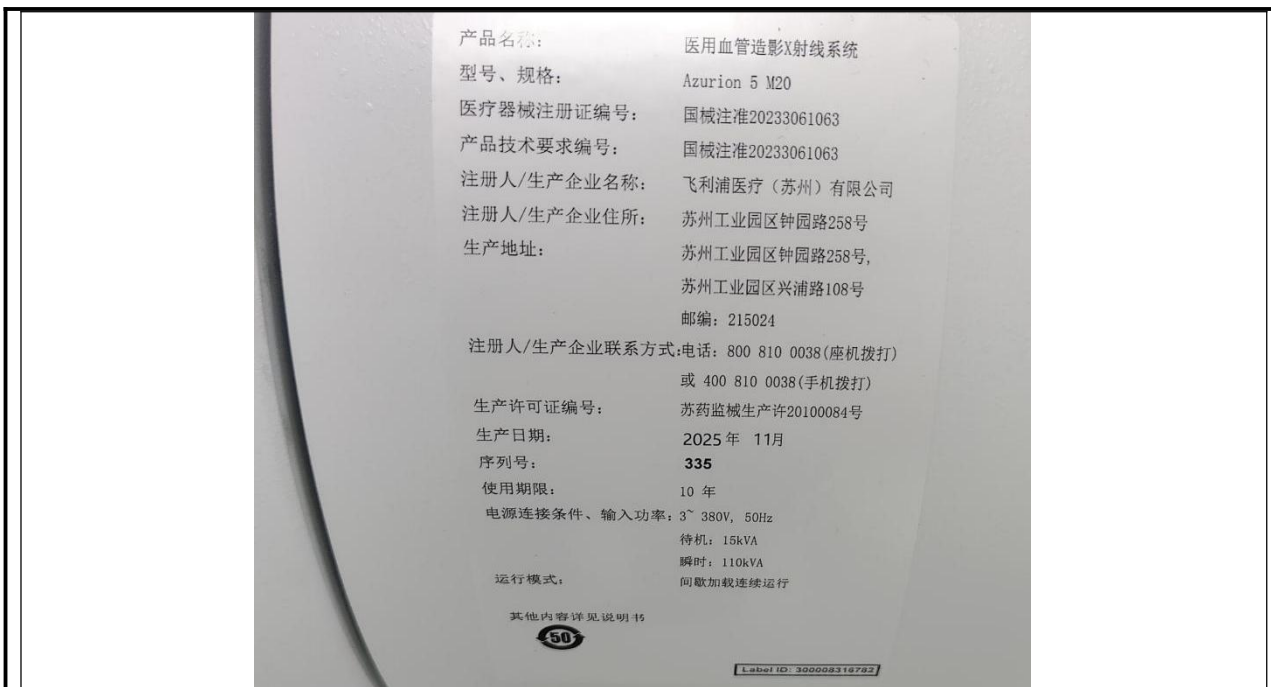 产品名称: 医用血管造影X射线系统
型号、规格: Azurion 5 M20
医疗器械注册证编号: 国械注准20233061063
产品技术要求编号: 国械注准20233061063
注册人/生产企业名称: 飞利浦医疗（苏州）有限公司
注册人/生产企业住所: 苏州工业园区钟园路258号
生产地址: 苏州工业园区钟园路258号,
苏州工业园区兴浦路108号
邮编: 215024
注册人/生产企业联系方式:电话: 800 810 0038(座机拨打)
或 400 810 0038(手机拨打)
生产许可证编号: 苏药监械生产许20100084号
生产日期: 2025年 11月
序列号: 335
使用期限: 10 年
电源连接条件、输入功率: 3~ 380V, 50Hz
待机: 15kVA
瞬时: 110kVA
运行模式: 间歇加载连续运行
其他内容详见说明书
50
Label ID: 300008316782